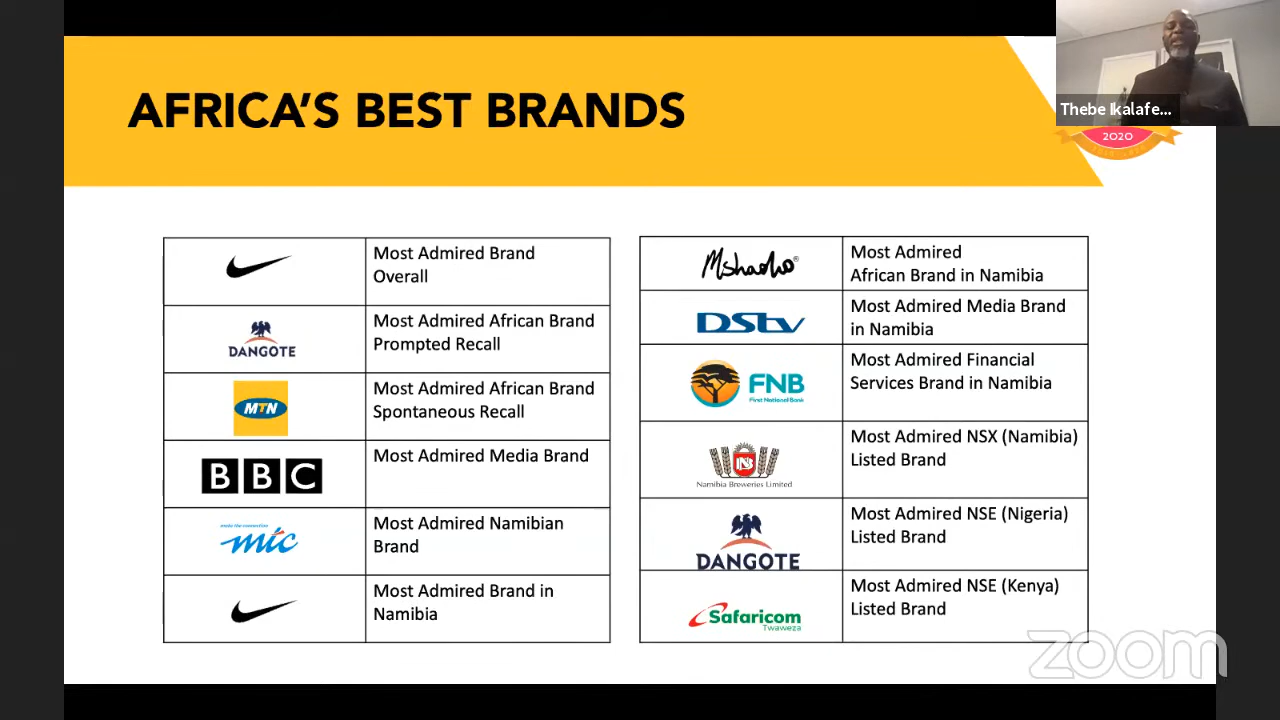 Thebe Ikalafe...
2020
AFRICA'S BEST BRANDS
Most Admired Brand
Overall
DANGOTE
Most Admired African Brand
Prompted Recall
MTN
Most Admired African Brand
Spontaneous Recall
BBC
Most Admired Media Brand
mtc
Most Admired Namibian
Brand
Most Admired Brand in
Namibia
Mshasho®
Most Admired
African Brand in Namibia
DStv
Most Admired Media Brand
in Namibia
FNB
First National Bank
Most Admired Financial
Services Brand in Namibia
Namibia Breweries Limited
Most Admired NSX (Namibia)
Listed Brand
DANGOTE
Most Admired NSE (Nigeria)
Listed Brand
Safaricom
Twaweza
Most Admired NSE (Kenya)
Listed Brand
zoom